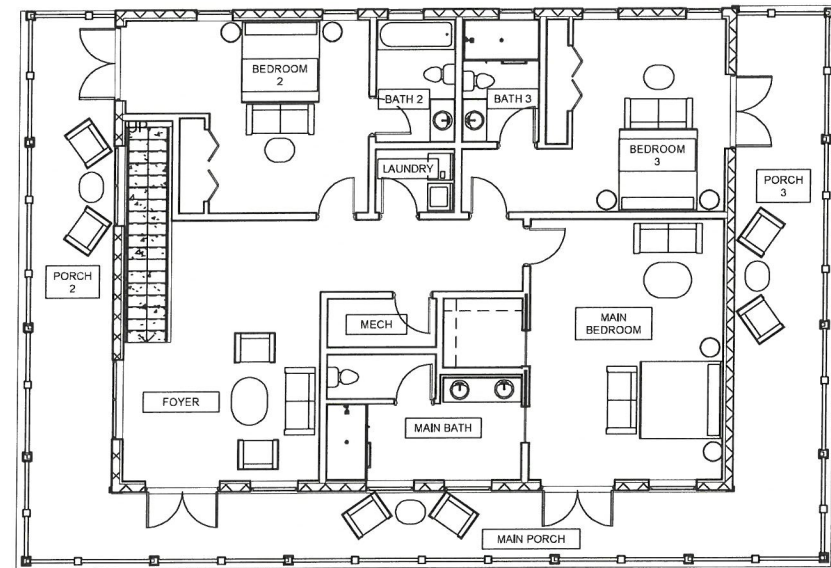 BEDROOM
2
BATH 2
BATH 3
BEDROOM
3
UP
LAUNDRY
PORCH
3
PORCH
2
MECH
MAIN
BEDROOM
FOYER
MAIN BATH
MAIN PORCH